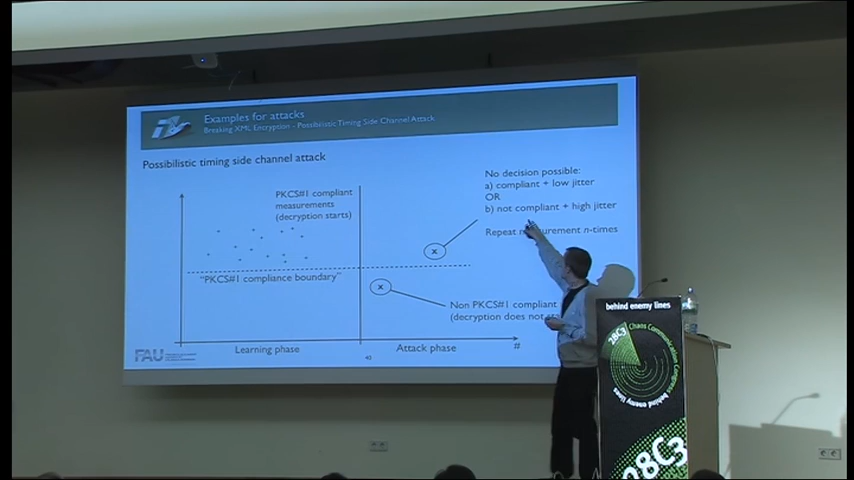 Examples for attacks
Breaking XML Encryption - Possibilistic Timing Side Channel Attack
Possibilistic timing side channel attack
PKCS#1 compliant
measurements
(decryption starts)
No decision possible:
a) compliant + low jitter
OR
b) not compliant + high jitter
Repeat measurement n-times
x
"PKCS#1 compliance boundary"
x
Non PKCS#1 compliant
(decryption does not
Learning phase
Attack phase
#
FAU
40
behind enemy lines
28C3
Chaos Communication Congress
behind enemy lines
28C3